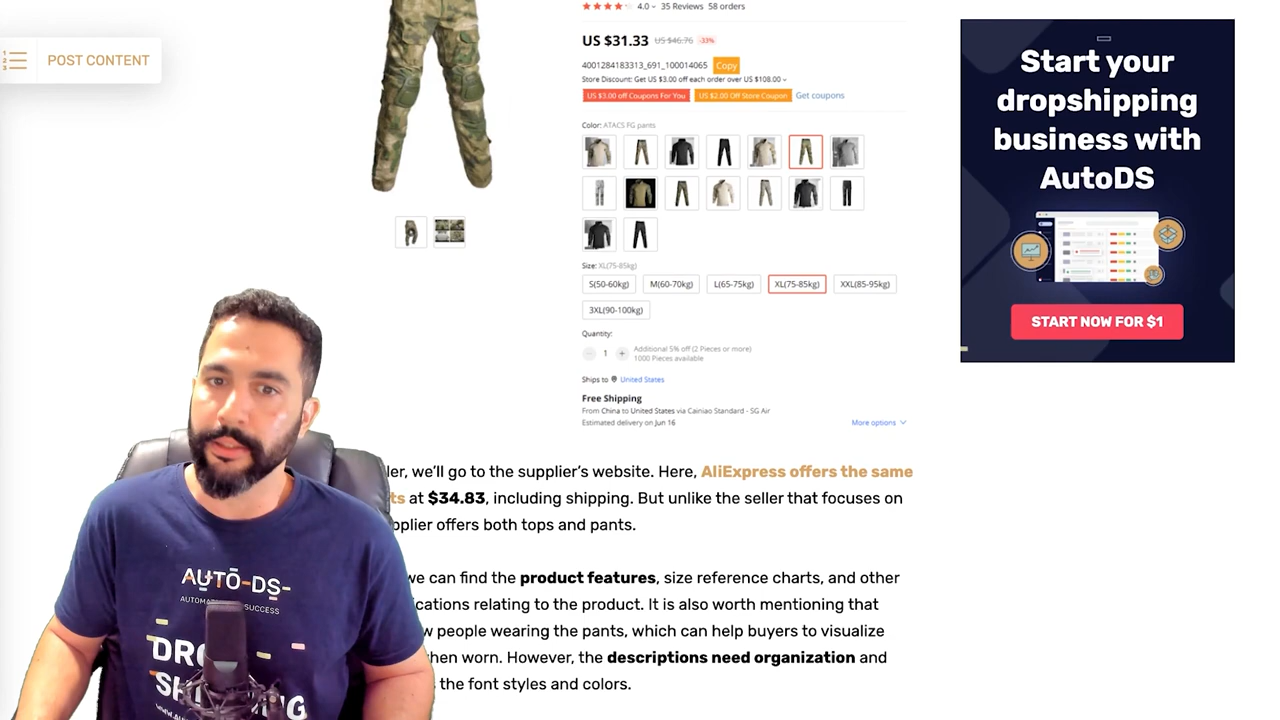 4.0
35 Reviews
58 orders
US $31.33 US $46.76 -33%
POST CONTENT
4001284183313_691_100014065 Copy
Store Discount: Get US $3.00 off each order over US $108.00
US $3.00 off Coupons For You
US $2.00 Off Store Coupon
Get coupons
Color: ATACS FG pants
Size: XL(75-85kg)
S(50-60kg)
M(60-70kg)
L(65-75kg)
XL(75-85kg)
XXL(85-95kg)
3XL(90-100kg)
Quantity:
1
Additional 5% off (2 Pieces or more)
1000 Pieces available
Ships to United States
Free Shipping
From China to United States via Cainiao Standard - SG Air
Estimated delivery on Jun 16
More options
Start your
dropshipping
business with
AutoDS
START NOW FOR $1
ler, we'll go to the supplier's website. Here, AliExpress offers the same
ts at $34.83, including shipping. But unlike the seller that focuses on
pplier offers both tops and pants.
we can find the product features, size reference charts, and other
ications relating to the product. It is also worth mentioning that
w people wearing the pants, which can help buyers to visualize
hen worn. However, the descriptions need organization and
the font styles and colors.
AUTO-DS-